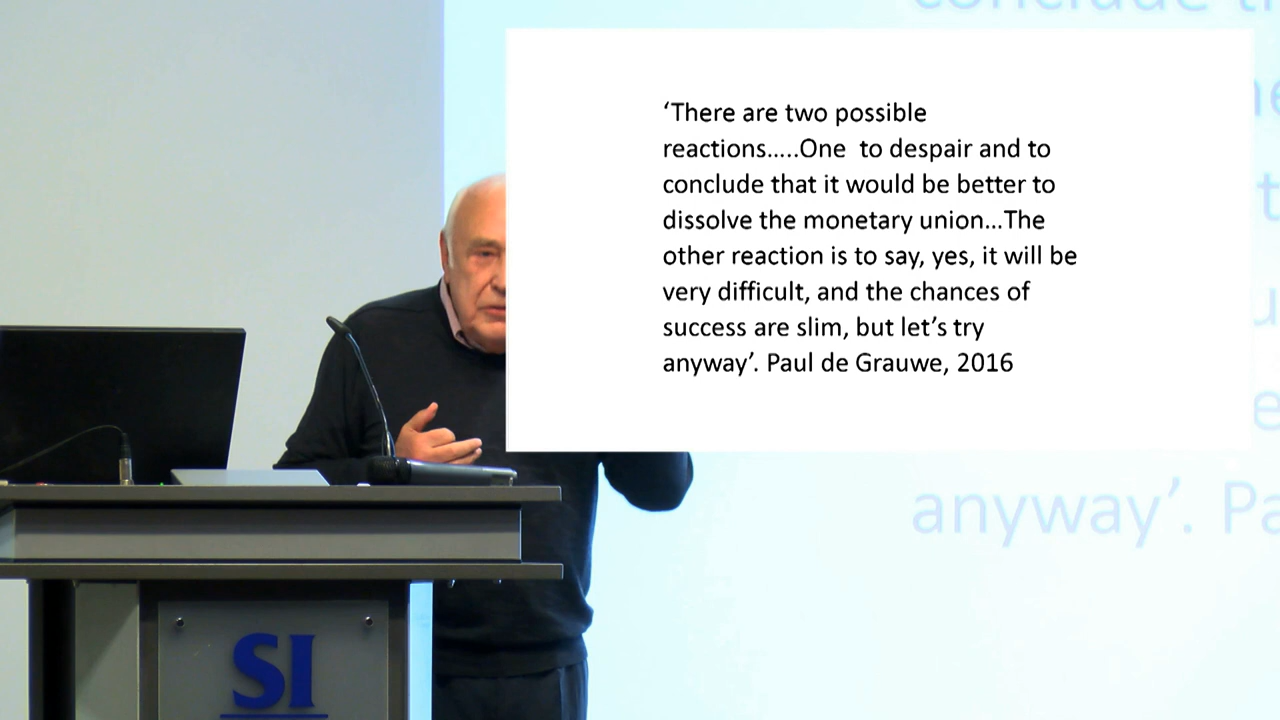 ‘There are two possible
reactions.....One  to despair and to
conclude that it would be better to
dissolve the monetary union...The
other reaction is to say, yes, it will be
very difficult, and the chances of
success are slim, but let’s try
anyway’. Paul de Grauwe, 2016
conclude
anyway’. Pa
SI